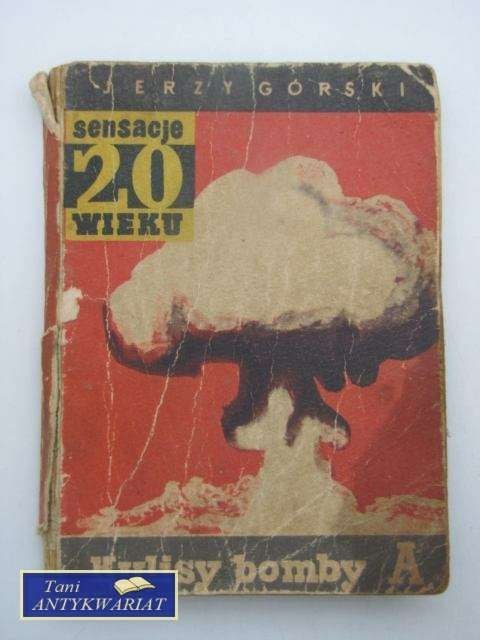 JERZY GÓRSKI
sensacje
20
WIEKU
Kulisy bomby A
Tani
ANTYKWARIAT